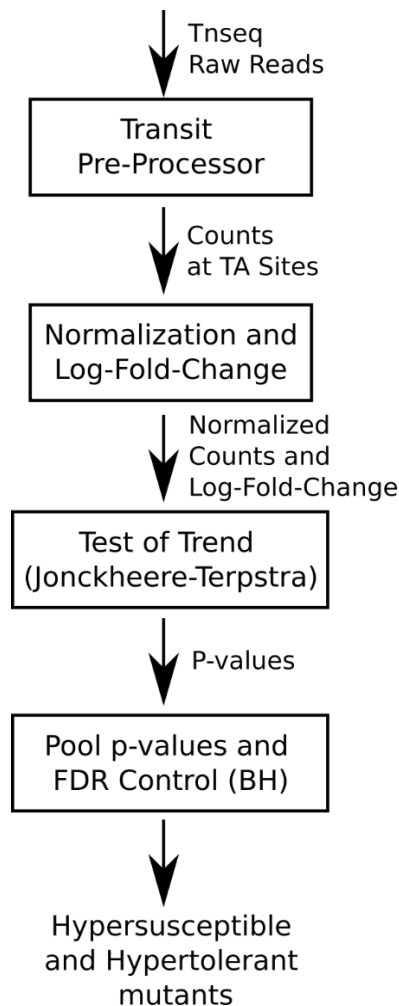 Tnseq
Raw Reads
Transit
Pre-Processor
Counts
at TA Sites
Normalization and
Log-Fold-Change
Normalized
Counts and
Log-Fold-Change
Test of Trend
(Jonckheere-Terpstra)
P-values
Pool p-values and
FDR Control (BH)
Hypersusceptible
and Hypertolerant
mutants